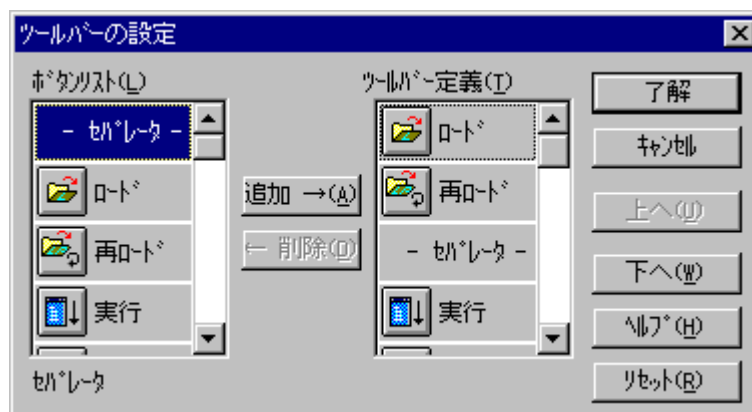 ﾂｰﾙﾊﾞｰの設定
ﾎﾞﾀﾝﾘｽﾄ(L)
- ｾﾊﾟﾚｰﾀ -
ﾛｰﾄﾞ
再ﾛｰﾄﾞ
実行
ｾﾊﾟﾚｰﾀ
追加 →(A)
← 削除(D)
ﾂｰﾙﾊﾞｰ定義(T)
ﾛｰﾄﾞ
再ﾛｰﾄﾞ
- ｾﾊﾟﾚｰﾀ -
実行
了解
ｷｬﾝｾﾙ
上へ(U)
下へ(W)
ﾍﾙﾌﾟ(H)
ﾘｾｯﾄ(R)